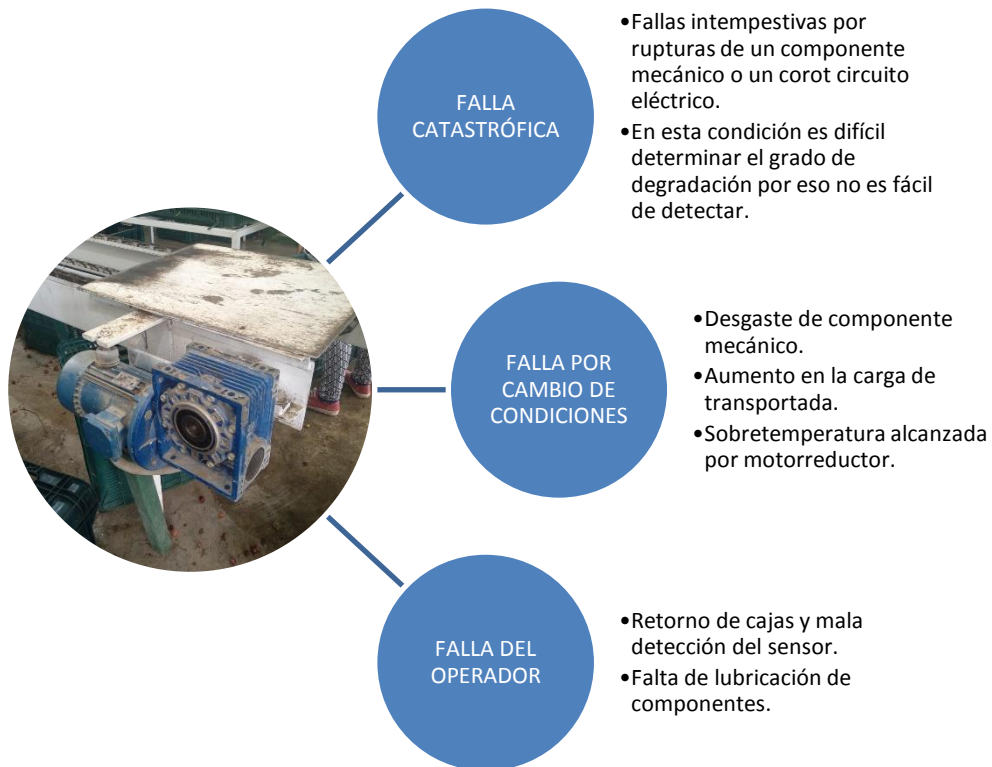 FALLA
CATASTRÓFICA
•Fallas intempestivas por
rupturas de un componente
mecánico o un corot circuito
eléctrico.
•En esta condición es difícil
determinar el grado de
degradación por eso no es fácil
de detectar.
FALLA POR
CAMBIO DE
CONDICIONES
•Desgaste de componente
mecánico.
•Aumento en la carga de
transportada.
•Sobretemperatura alcanzada
por motorreductor.
FALLA DEL
OPERADOR
•Retorno de cajas y mala
detección del sensor.
•Falta de lubricación de
componentes.